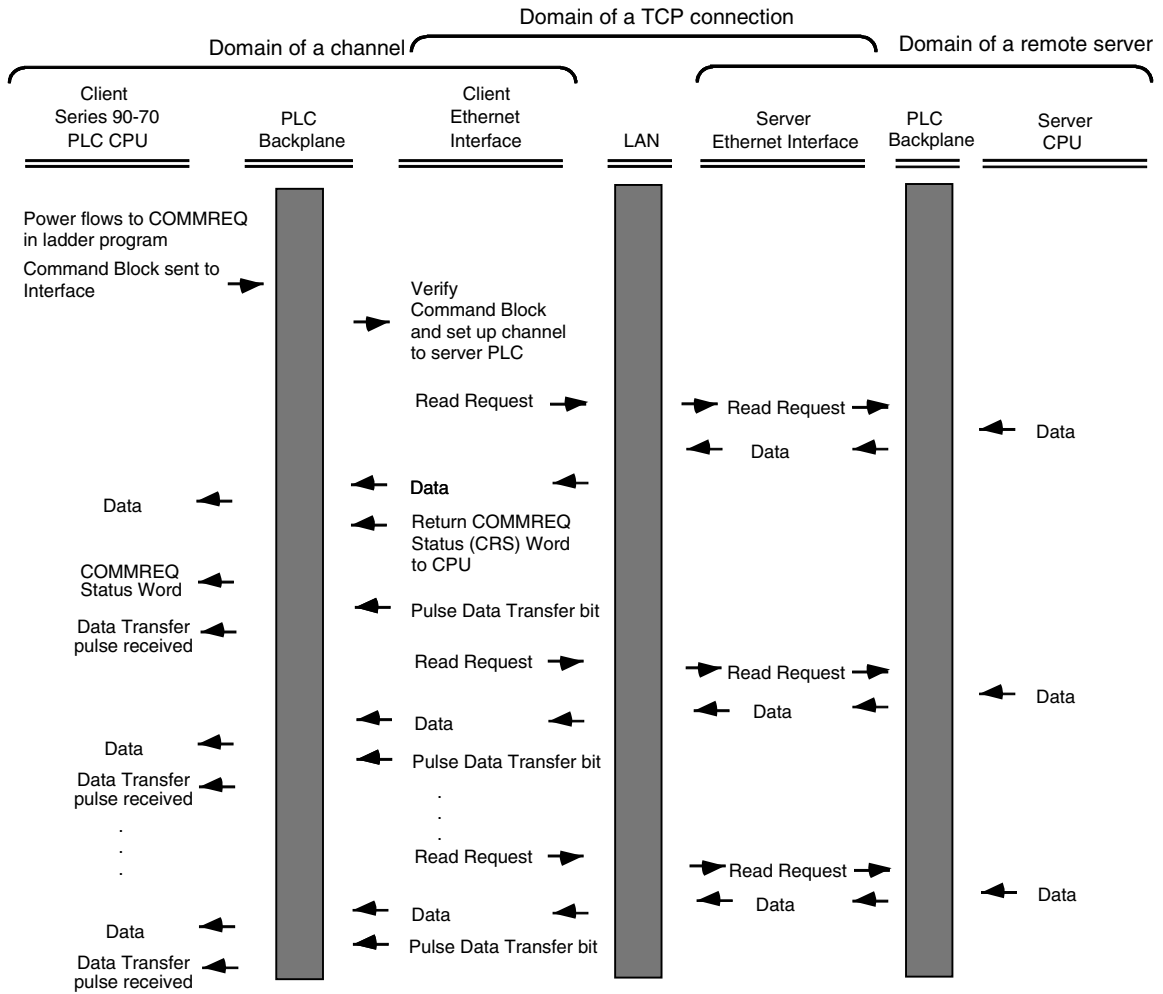 Domain of a TCP connection
Domain of a channel
Domain of a remote server
Client
Series 90-70
PLC CPU
PLC
Backplane
Client
Ethernet
Interface
LAN
Server
Ethernet Interface
PLC
Backplane
Server
CPU
Power flows to COMMREQ
in ladder program
Command Block sent to
Interface
Verify
Command Block
and set up channel
to server PLC
Read Request
Read Request
Data
Data
Data
Data
Return COMMREQ
Status (CRS) Word
to CPU
COMMREQ
Status Word
Pulse Data Transfer bit
Data Transfer
pulse received
Read Request
Read Request
Data
Data
Data
Data
Pulse Data Transfer bit
Data Transfer
pulse received
.
.
.
.
.
.
Read Request
Read Request
Data
Data
Data
Data
Pulse Data Transfer bit
Data Transfer
pulse received